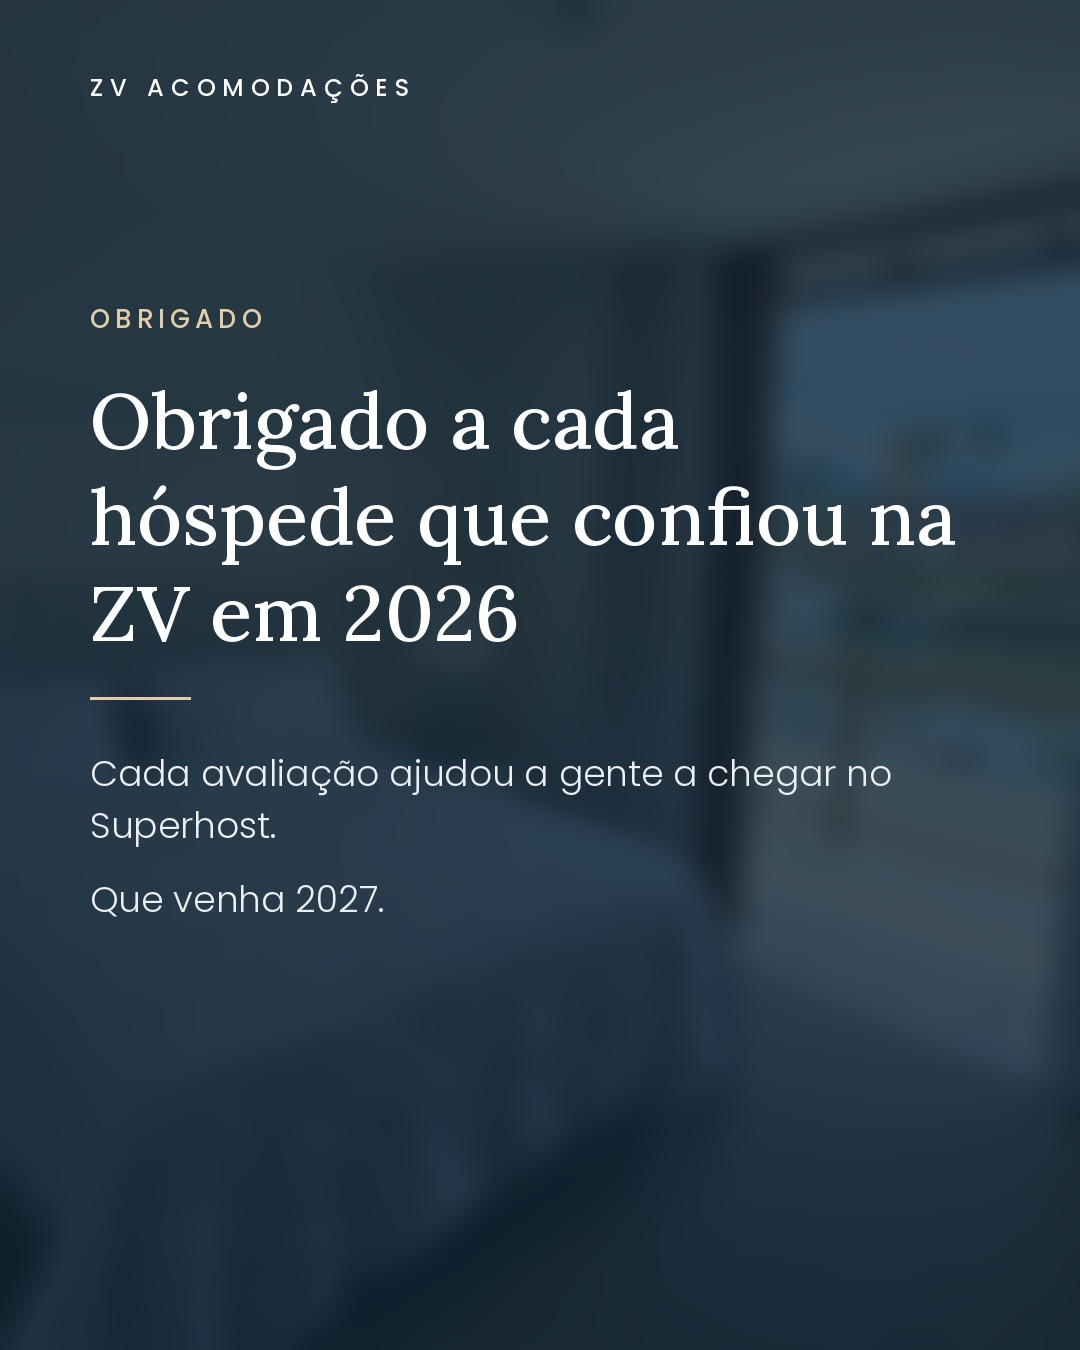 ZV ACOMODAÇÕES
OBRIGADO
Obrigado a cada
hóspede que confiou na
ZV em 2026
Cada avaliação ajudou a gente a chegar no
Superhost.
Que venha 2027.